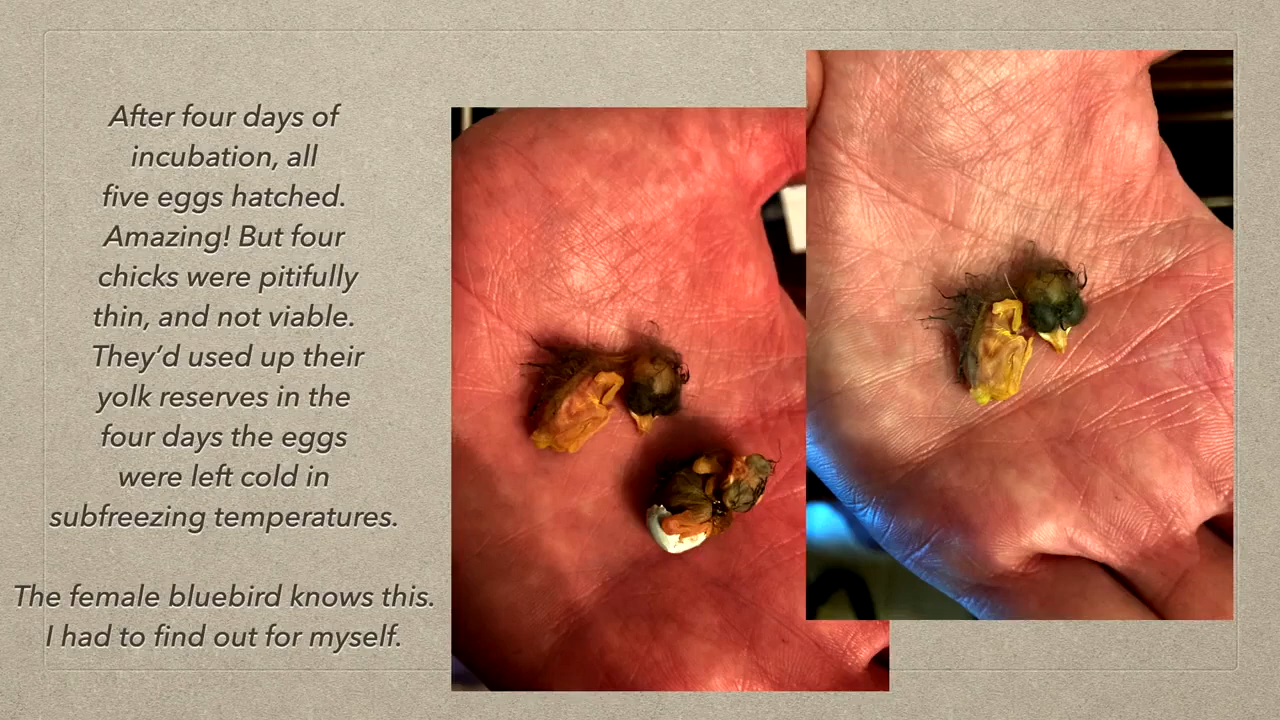 After four days of
incubation, all
five eggs hatched.
Amazing! But four
chicks were pitifully
thin, and not viable.
They’d used up their
yolk reserves in the
four days the eggs
were left cold in
subfreezing temperatures.
The female bluebird knows this.
I had to find out for myself.